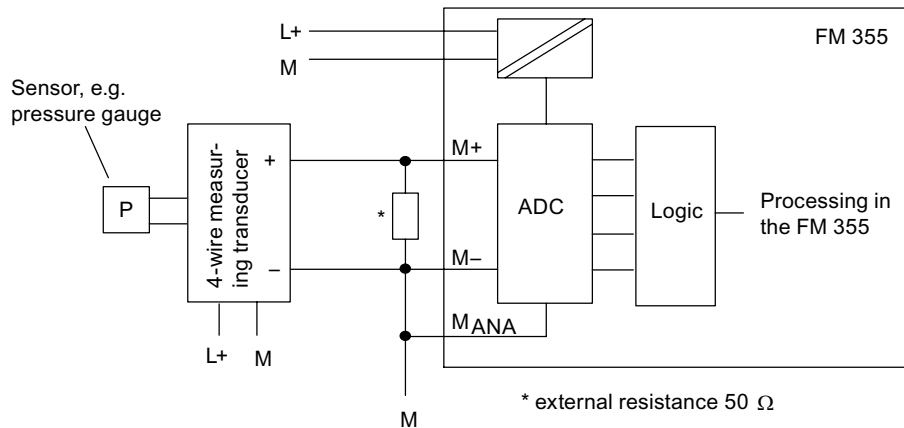 L+
M
FM 355
Sensor, e.g.
pressure gauge
P
4-wire measur-
ing transducer
+
–
L+
M
*
M+
M–
MANA
M
ADC
Logic
Processing in
the FM 355
* external resistance 50 Ω